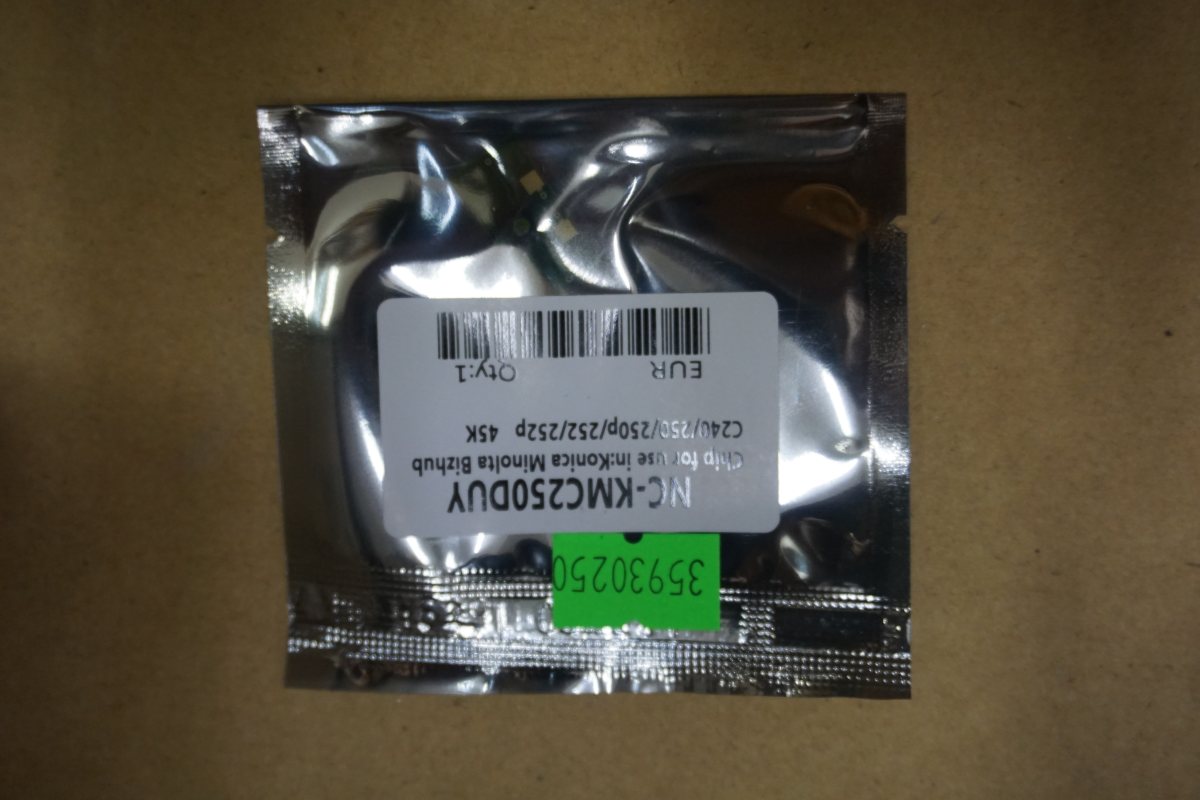 35930250
NC-KMC250DUY
Chip for use in:Konica Minolta Bizhub
C240/250/250p/252/252p 45K
EUR Qty:1